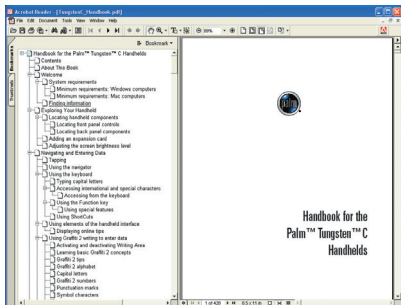 Acrobat Reader - [TungstenC_Handbook.pdf]
File Edit Document Tools View Window Help
Bookmark
Bookmarks
Thumbnails
Handbook for the Palm™ Tungsten™ C Handhelds
Contents
About This Book
Welcome
System requirements
Minimum requirements: Windows computers
Minimum requirements: Mac computers
Finding information
Exploring Your Handheld
Locating handheld components
Locating front panel controls
Locating back panel components
Adding an expansion card
Adjusting the screen brightness level
Navigating and Entering Data
Tapping
Using the navigator
Using the keyboard
Typing capital letters
Accessing international and special characters
Accessing from the keyboard
Using the Function key
Using special features
Using ShortCuts
Using elements of the handheld interface
Displaying online tips
Using Graffiti 2 writing to enter data
Activating and deactivating Writing Area
Learning basic Graffiti 2 concepts
Graffiti 2 tips
Graffiti 2 alphabet
Capital letters
Graffiti 2 numbers
Punctuation marks
Symbol characters
palm
Handbook for the
Palm™ Tungsten™ C
Handhelds
1 of 428
8.5 x 11 in